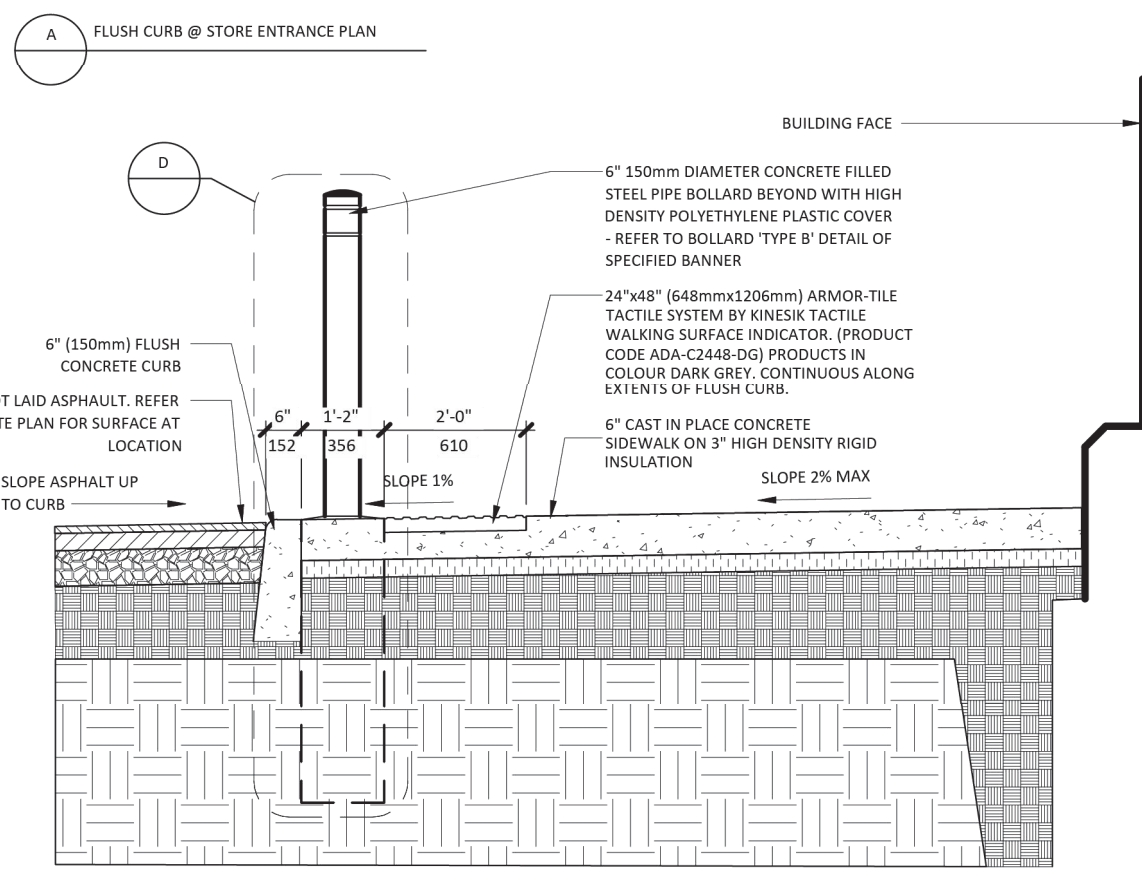 A
FLUSH CURB @ STORE ENTRANCE PLAN
BUILDING FACE
D
6" 150mm DIAMETER CONCRETE FILLED
STEEL PIPE BOLLARD BEYOND WITH HIGH
DENSITY POLYETHYLENE PLASTIC COVER
- REFER TO BOLLARD 'TYPE B' DETAIL OF
SPECIFIED BANNER
24"x48" (648mmx1206mm) ARMOR-TILE
TACTILE SYSTEM BY KINESIK TACTILE
WALKING SURFACE INDICATOR. (PRODUCT
CODE ADA-C2448-DG) PRODUCTS IN
COLOUR DARK GREY. CONTINUOUS ALONG
EXTENTS OF FLUSH CURB.
6" (150mm) FLUSH
CONCRETE CURB
LAID ASPHAULT. REFER
PLAN FOR SURFACE AT
LOCATION
6" 1'-2" 2'-0"
152 356 610
6" CAST IN PLACE CONCRETE
SIDEWALK ON 3" HIGH DENSITY RIGID
INSULATION
SLOPE ASPHALT UP
TO CURB
SLOPE 1%
SLOPE 2% MAX